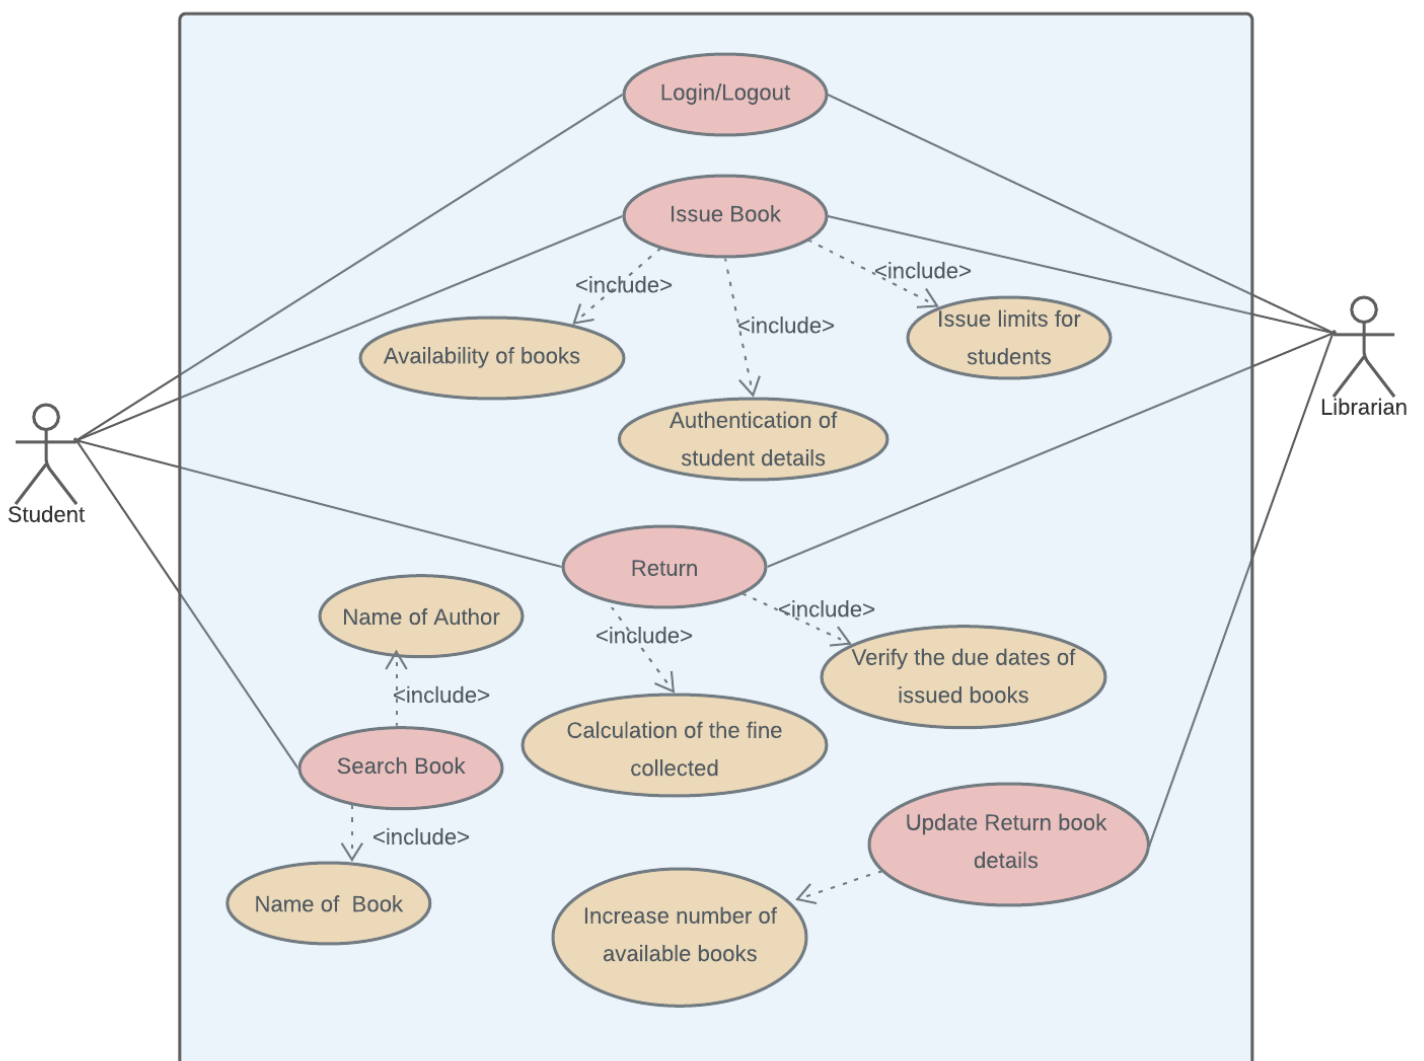 Login/Logout
Issue Book
<include>
<include>
<include>
Issue limits for
students
Availability of books
Authentication of
student details
Librarian
Student
Return
<include>
<include>
Name of Author
Verify the due dates of
issued books
<include>
Calculation of the fine
collected
Search Book
<include>
Update Return book
details
Name of  Book
Increase number of
available books